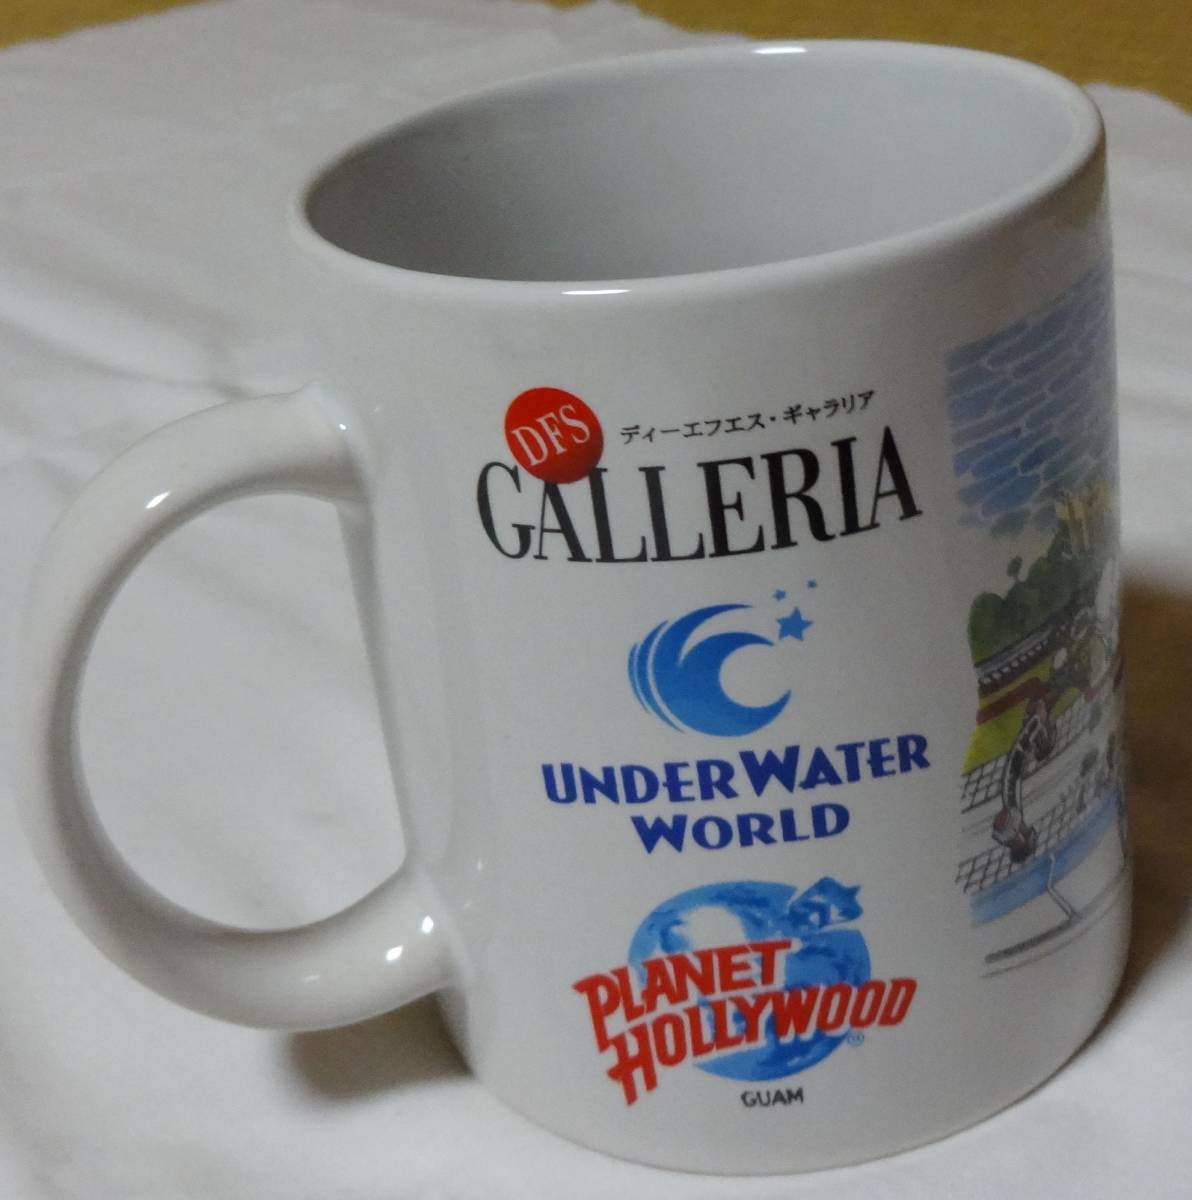 DFS
ディーエフエス・ギャラリア
GALLERIA
UNDERWATER
WORLD
PLANET
HOLLYWOOD
®
GUAM